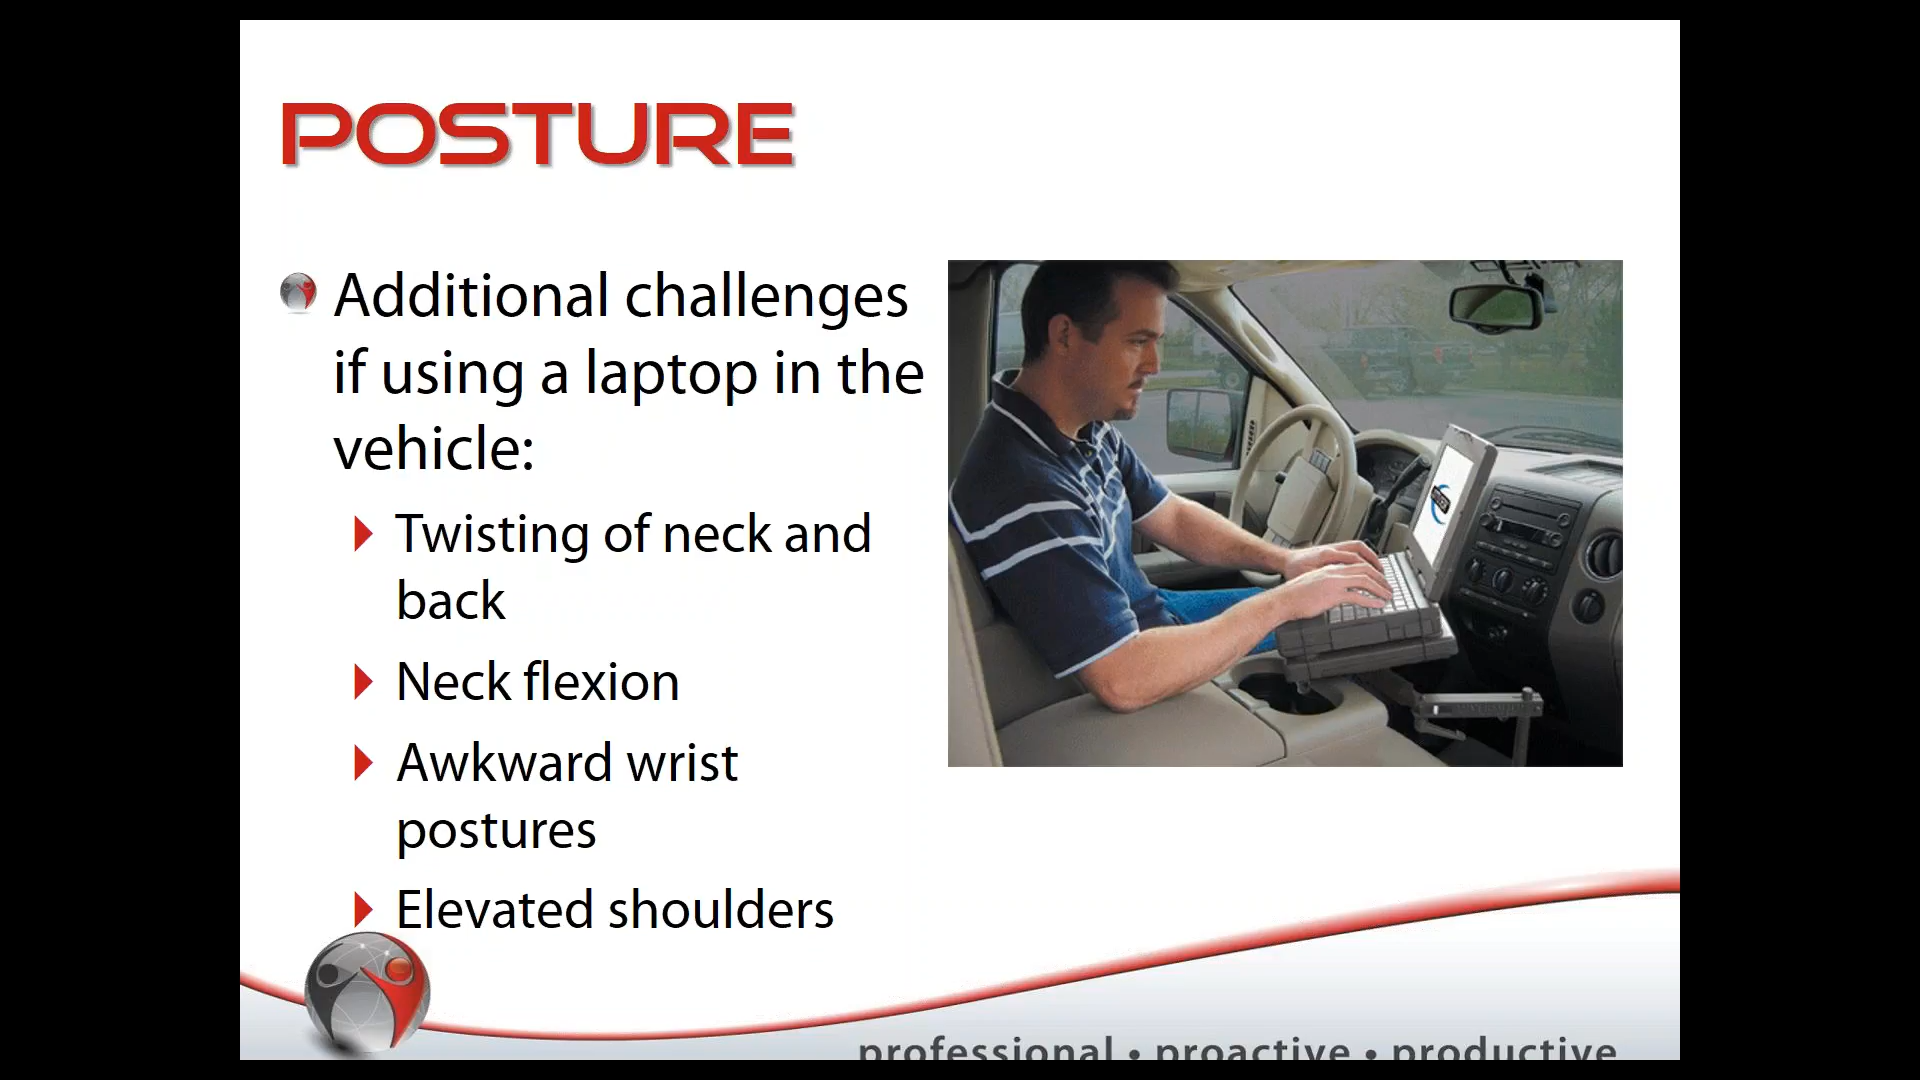 POSTURE
Additional challenges
if using a laptop in the
vehicle:
Twisting of neck and
back
Neck flexion
Awkward wrist
postures
Elevated shoulders
professional • proactive • productive